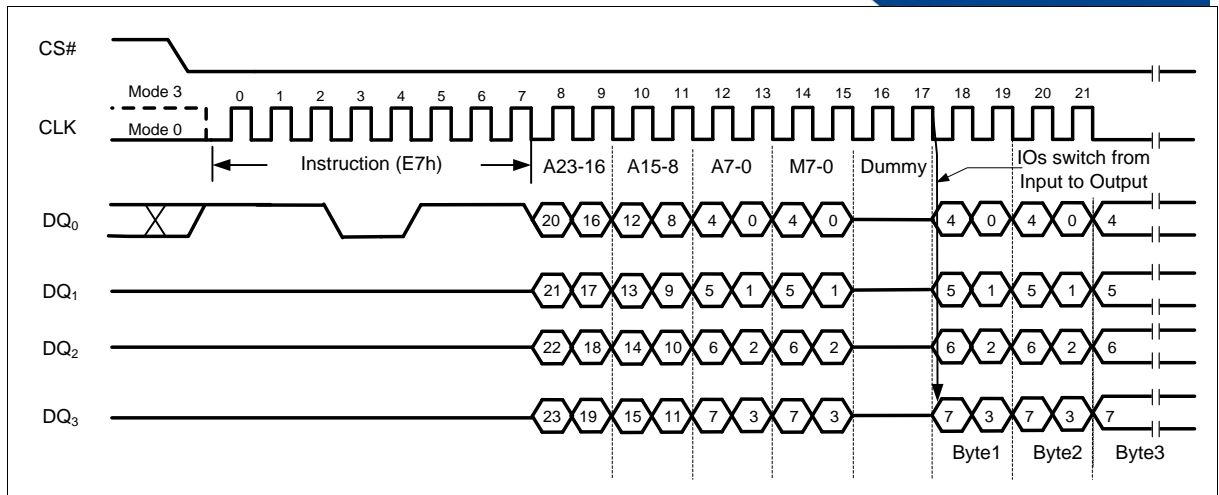 CS#
Mode 3
CLK
Mode 0
0 1 2 3 4 5 6 7 8 9 10 11 12 13 14 15 16 17 18 19 20 21
Instruction (E7h)
A23-16 A15-8 A7-0 M7-0 Dummy
IOs switch from
Input to Output
DQ0 20 16 12 8 4 0 4 0 4 0 4 0 4
DQ1 21 17 13 9 5 1 5 1 5 1 5 1 5
DQ2 22 18 14 10 6 2 6 2 6 2 6 2 6
DQ3 23 19 15 11 7 3 7 3 7 3 7 3 7
Byte1 Byte2 Byte3